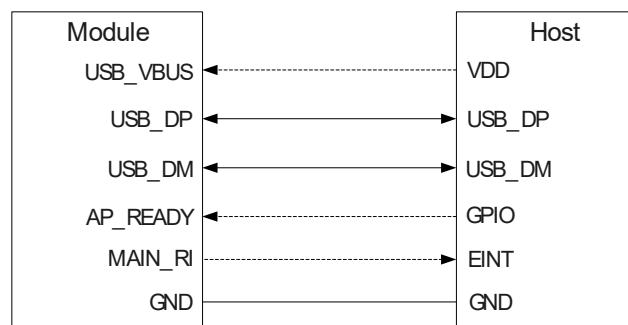 Module Host
USB_VBUS VDD
USB_DP USB_DP
USB_DM USB_DM
AP_READY GPIO
MAIN_RI EINT
GND GND